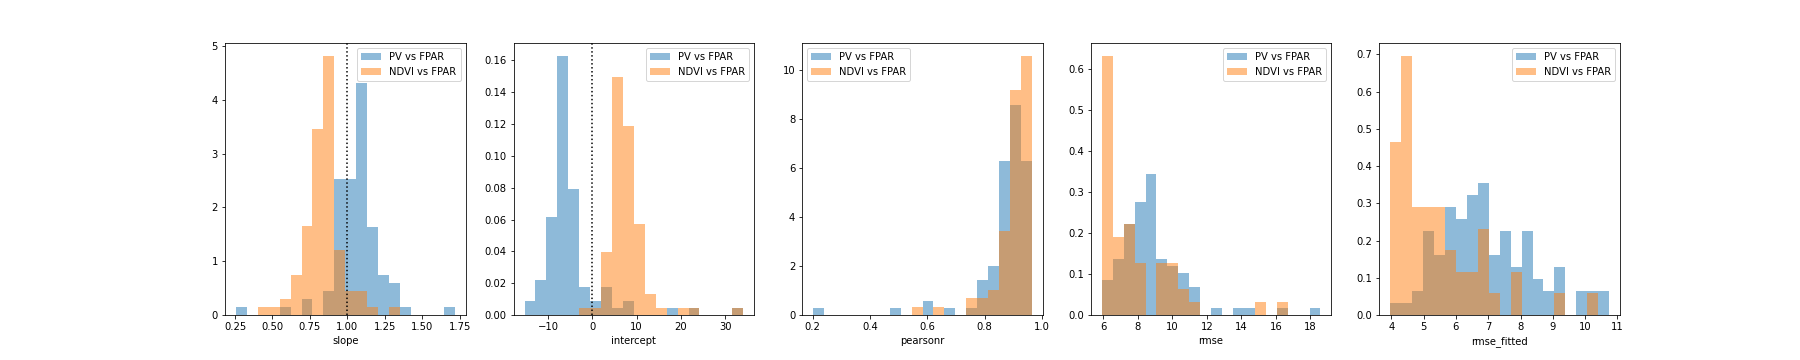 5
4
3
2
1
0
0.25 0.50 0.75 1.00 1.25 1.50 1.75
slope
PV vs FPAR
NDVI vs FPAR
0.16
0.14
0.12
0.10
0.08
0.06
0.04
0.02
0.00
−10 0 10 20 30
intercept
PV vs FPAR
NDVI vs FPAR
10
8
6
4
2
0
0.2 0.4 0.6 0.8 1.0
pearsonr
PV vs FPAR
NDVI vs FPAR
0.6
0.5
0.4
0.3
0.2
0.1
0.0
6 8 10 12 14 16 18
rmse
PV vs FPAR
NDVI vs FPAR
0.7
0.6
0.5
0.4
0.3
0.2
0.1
0.0
4 5 6 7 8 9 10 11
rmse_fitted
PV vs FPAR
NDVI vs FPAR